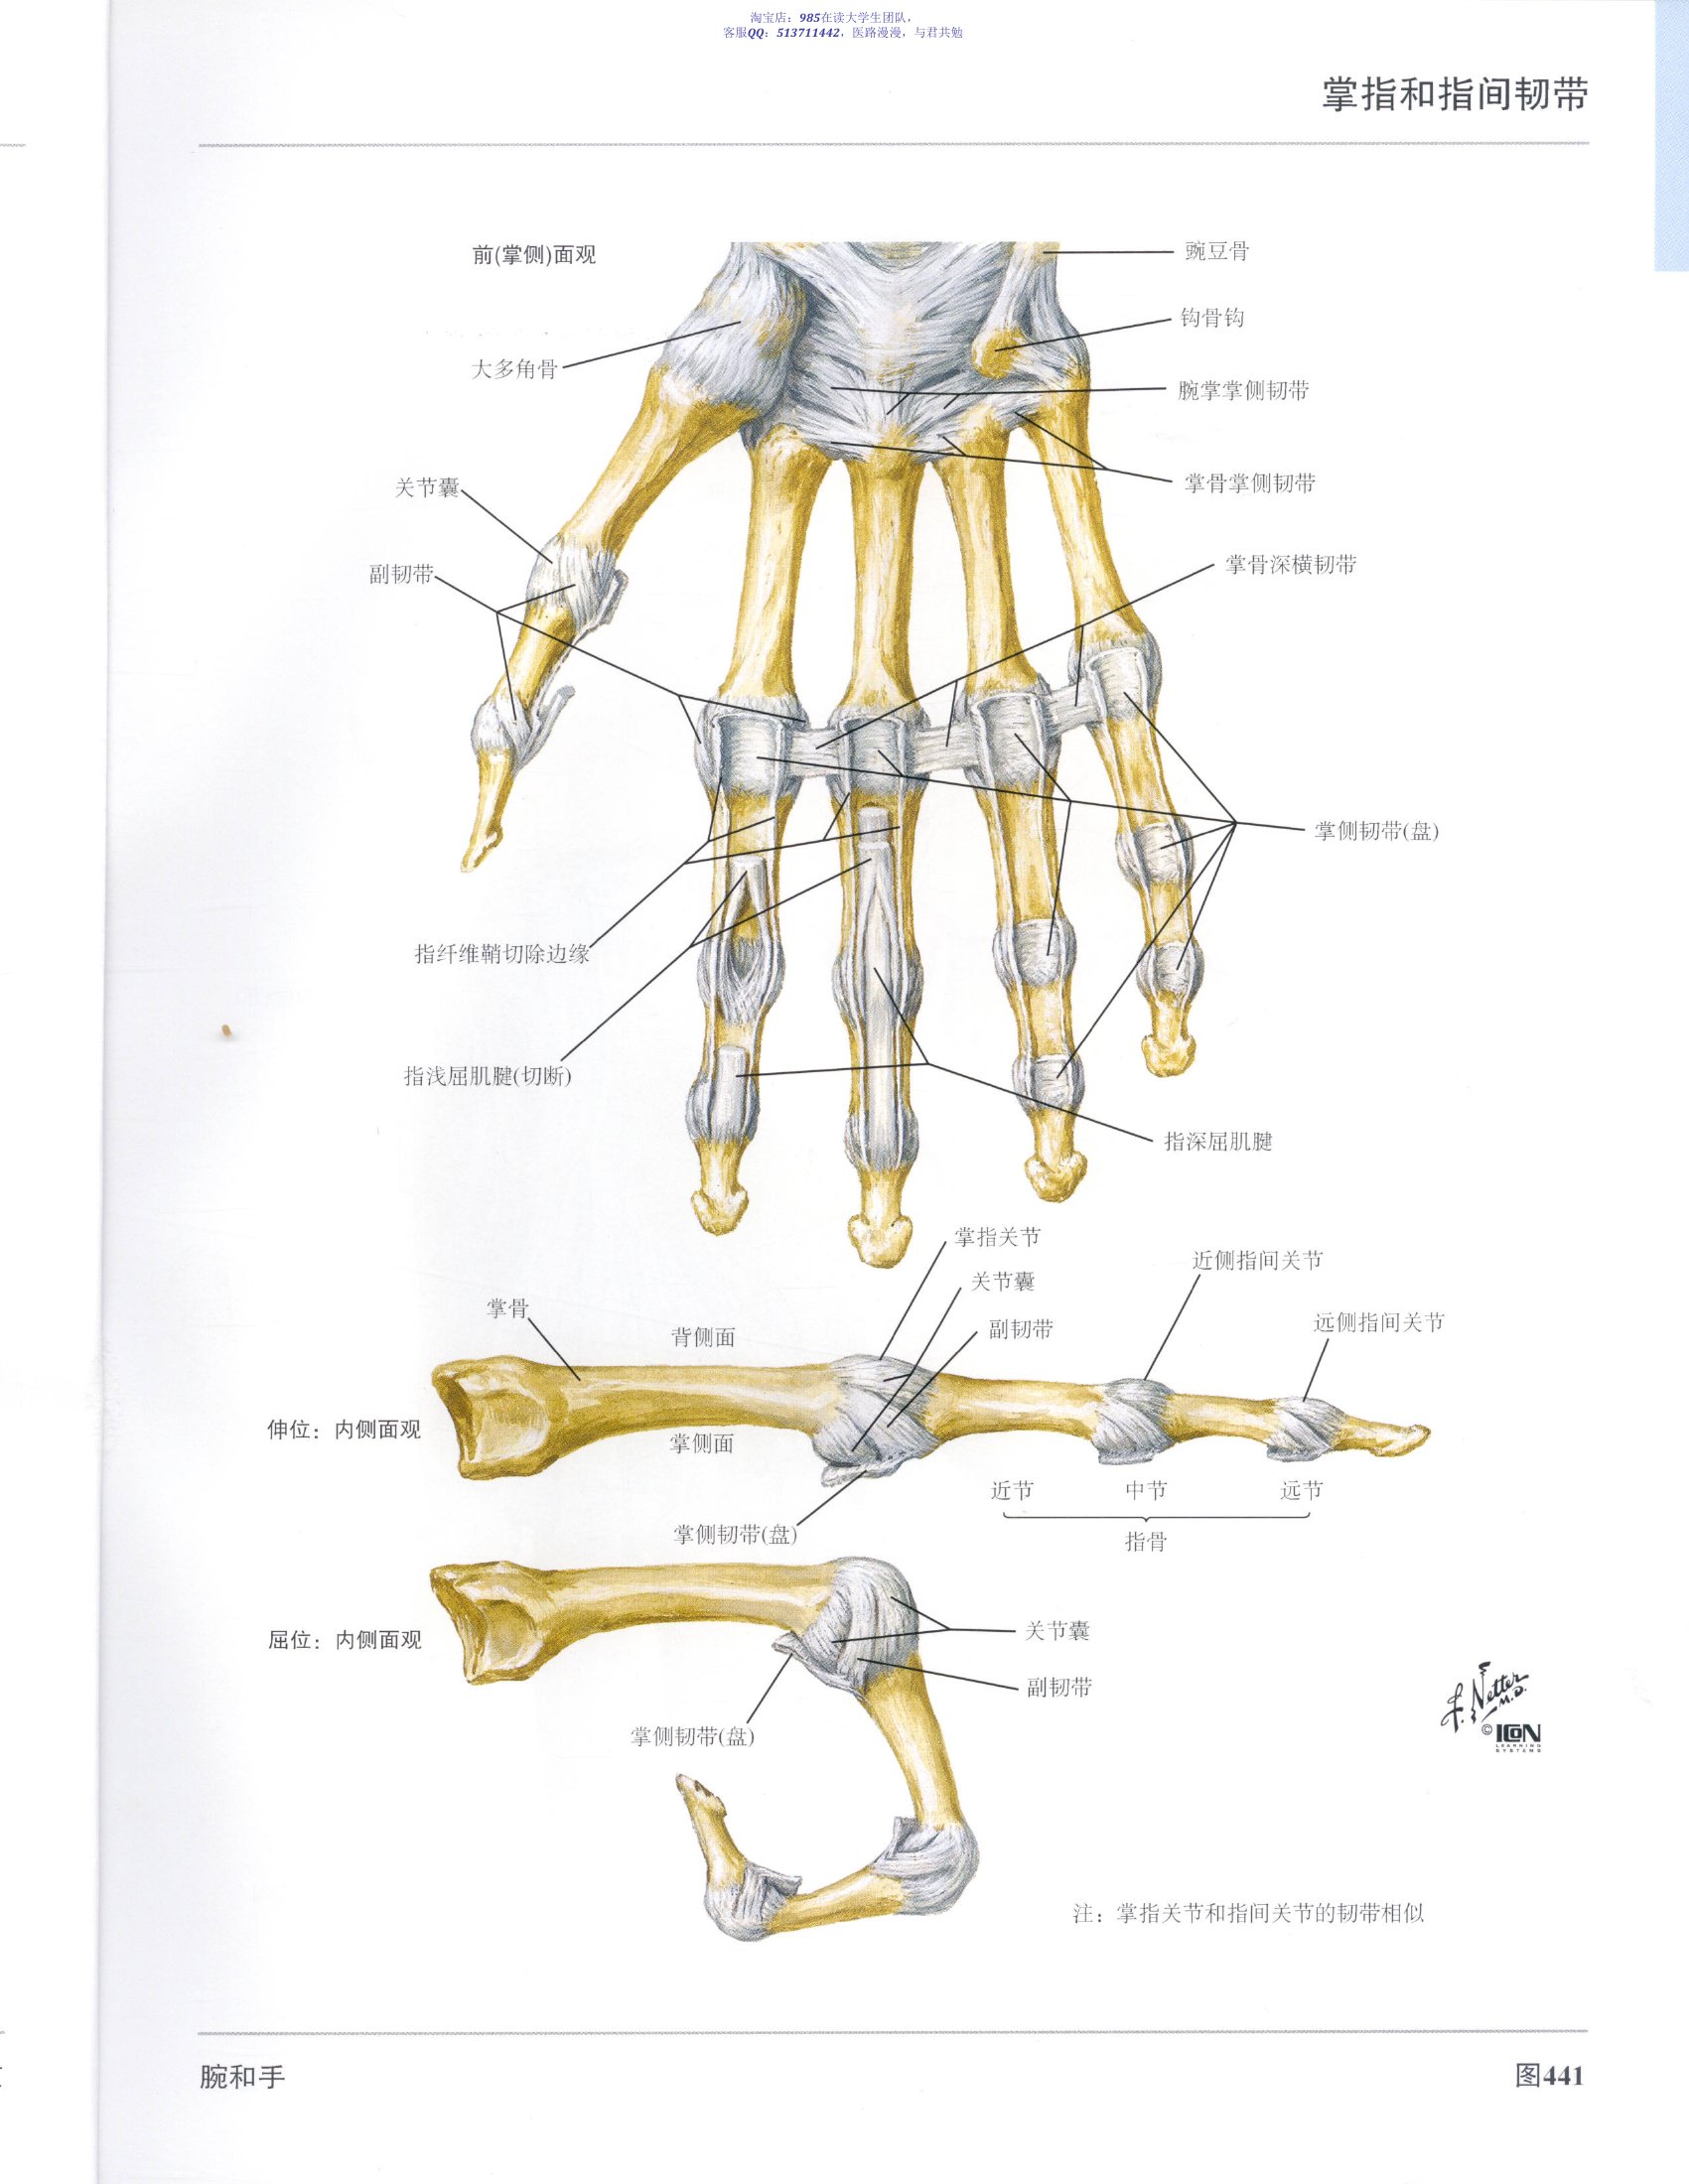 淘宝店：985在读大学生团队，
客服QQ：513711442，医路漫漫，与君共勉
掌指和指间韧带
前(掌侧)面观
豌豆骨
钩骨钩
大多角骨
腕掌掌侧韧带
关节囊
掌骨掌侧韧带
副韧带
掌骨深横韧带
掌侧韧带(盘)
指纤维鞘切除边缘
指浅屈肌腱(切断)
指深屈肌腱
掌指关节
近侧指间关节
关节囊
掌骨
背侧面
副韧带
远侧指间关节
伸位：内侧面观
掌侧面
近节
中节
远节
掌侧韧带(盘)
指骨
屈位：内侧面观
关节囊
副韧带
掌侧韧带(盘)
F. Netter
M.D.
© ICON
LEARNING
SYSTEMS
注：掌指关节和指间关节的韧带相似
腕和手
图441